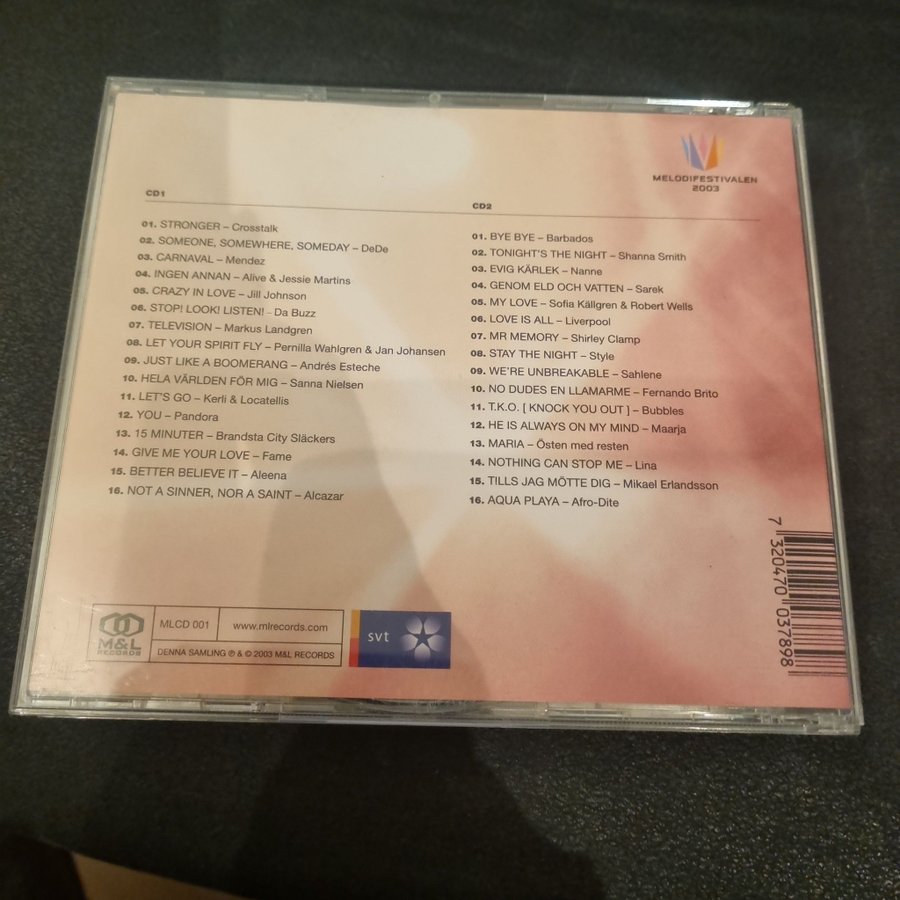 MELODIFESTIVALEN
2003
CD1
01. STRONGER – Crosstalk
02. SOMEONE, SOMEWHERE, SOMEDAY – DeDe
03. CARNAVAL – Mendez
04. INGEN ANNAN – Alive & Jessie Martins
05. CRAZY IN LOVE – Jill Johnson
06. STOP! LOOK! LISTEN! – Da Buzz
07. TELEVISION – Markus Landgren
08. LET YOUR SPIRIT FLY – Pernilla Wahlgren & Jan Johansen
09. JUST LIKE A BOOMERANG – Andrés Esteche
10. HELA VÄRLDEN FÖR MIG – Sanna Nielsen
11. LET'S GO – Kerli & Locatellis
12. YOU – Pandora
13. 15 MINUTER – Brandsta City Släckers
14. GIVE ME YOUR LOVE – Fame
15. BETTER BELIEVE IT – Aleena
16. NOT A SINNER, NOR A SAINT – Alcazar
CD2
01. BYE BYE – Barbados
02. TONIGHT'S THE NIGHT – Shanna Smith
03. EVIG KÄRLEK – Nanne
04. GENOM ELD OCH VATTEN – Sarek
05. MY LOVE – Sofia Källgren & Robert Wells
06. LOVE IS ALL – Liverpool
07. MR MEMORY – Shirley Clamp
08. STAY THE NIGHT – Style
09. WE'RE UNBREAKABLE – Sahlene
10. NO DUDES EN LLAMARME – Fernando Brito
11. T.K.O. [ KNOCK YOU OUT ] – Bubbles
12. HE IS ALWAYS ON MY MIND – Maarja
13. MARIA – Östen med resten
14. NOTHING CAN STOP ME – Lina
15. TILLS JAG MÖTTE DIG – Mikael Erlandsson
16. AQUA PLAYA – Afro-Dite
7 320470 037898
M&L
RECORDS
MLCD 001
www.mlrecords.com
DENNA SAMLING ℗ & © 2003 M&L RECORDS
svt